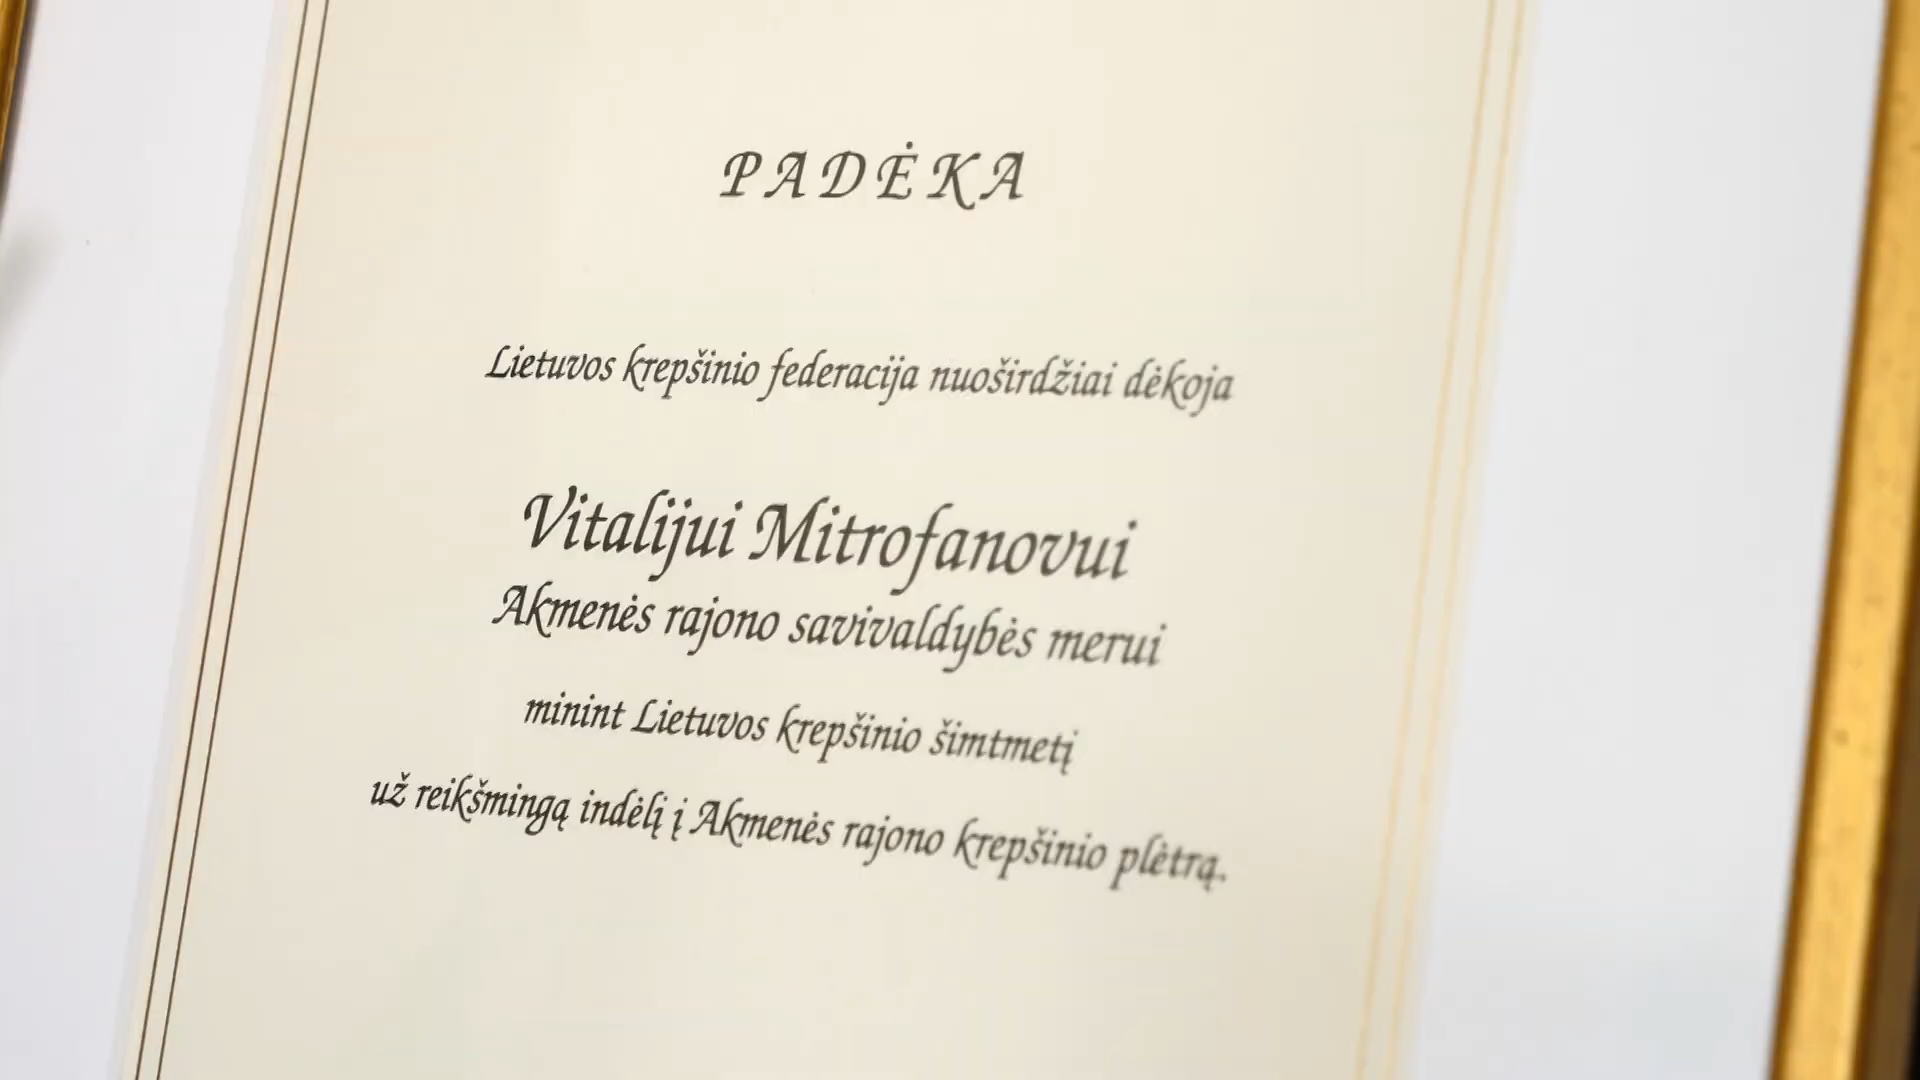 PADĖKA
Lietuvos krepšinio federacija nuoširdžiai dėkoja
Vitalijui Mitrofanovui
Akmenės rajono savivaldybės merui
minint Lietuvos krepšinio šimtmetį
už reikšmingą indėlį į Akmenės rajono krepšinio plėtrą.